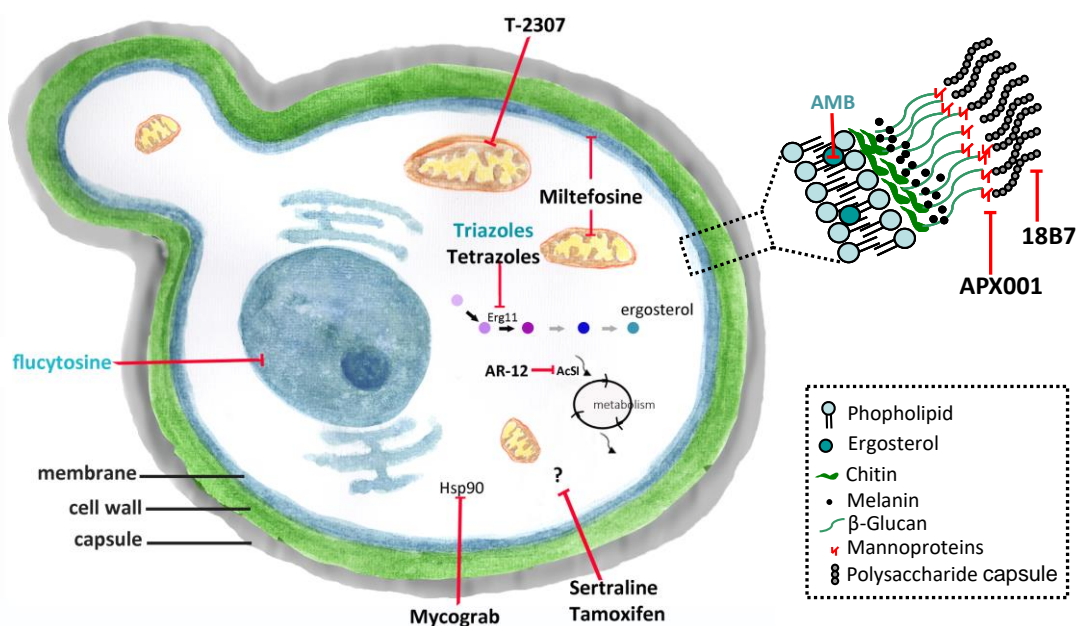 T-2307
AMB
Miltefosine
Triazoles
Tetrazoles
18B7
APX001
Erg11
ergosterol
flucytosine
AR-12
AcSI
metabolism
membrane
cell wall
capsule
Hsp90
?
Mycograb
Sertraline
Tamoxifen
Phopholipid
Ergosterol
Chitin
Melanin
β-Glucan
Mannoproteins
Polysaccharide capsule